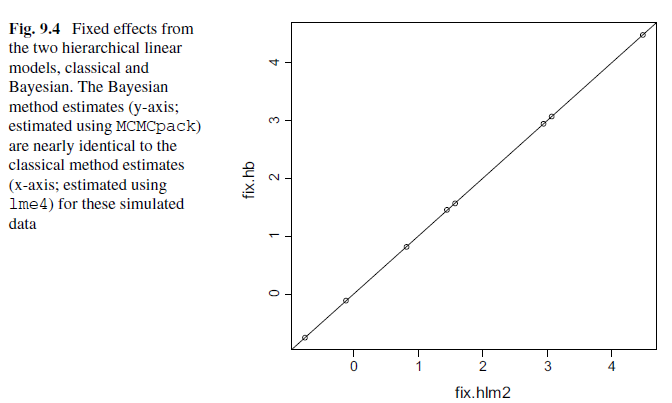 Fig. 9.4 Fixed effects from
the two hierarchical linear
models, classical and
Bayesian. The Bayesian
method estimates (y-axis;
estimated using MCMCpack)
are nearly identical to the
classical method estimates
(x-axis; estimated using
lme4) for these simulated
data
fix.hb
4
3
2
1
0
0 1 2 3 4
fix.hlm2